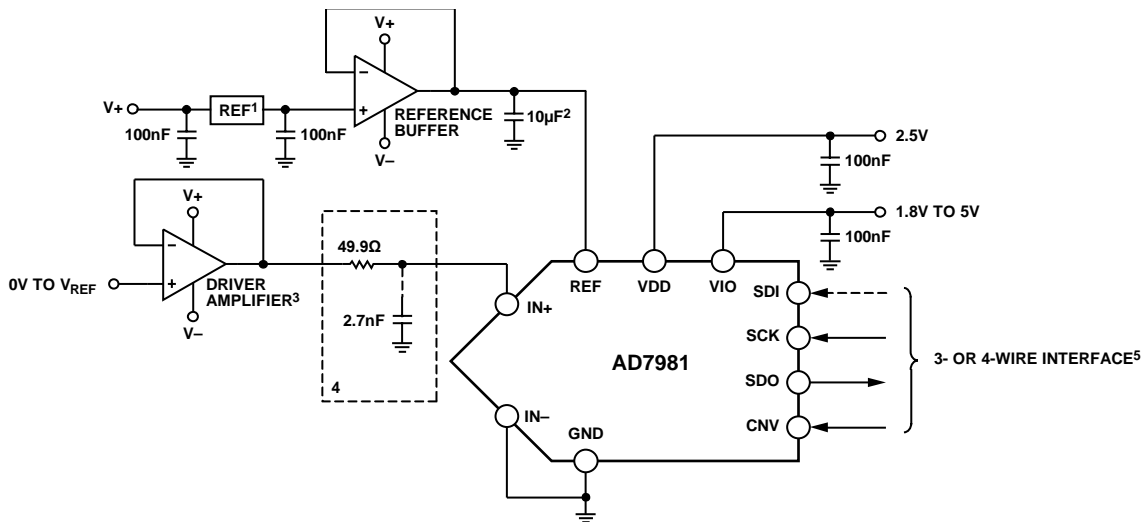 V+
V+
REF1
−
+
REFERENCE
BUFFER
10µF2
100nF
100nF
V−
2.5V
100nF
1.8V TO 5V
100nF
V+
−
+
0V TO VREF
DRIVER
AMPLIFIER3
V−
49.9Ω
2.7nF
4
REF
VDD
VIO
IN+
IN−
GND
AD7981
SDI
SCK
SDO
CNV
3- OR 4-WIRE INTERFACE5